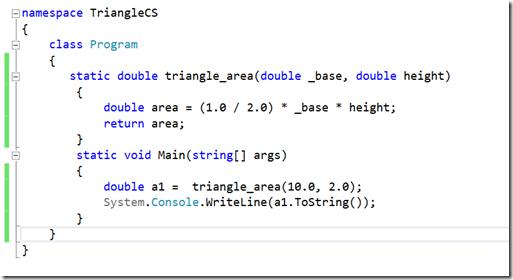 namespace TriangleCS
{
class Program
{
static double triangle_area(double _base, double height)
{
double area = (1.0 / 2.0) * _base * height;
return area;
}
static void Main(string[] args)
{
double a1 =  triangle_area(10.0, 2.0);
System.Console.WriteLine(a1.ToString());
}
}
}